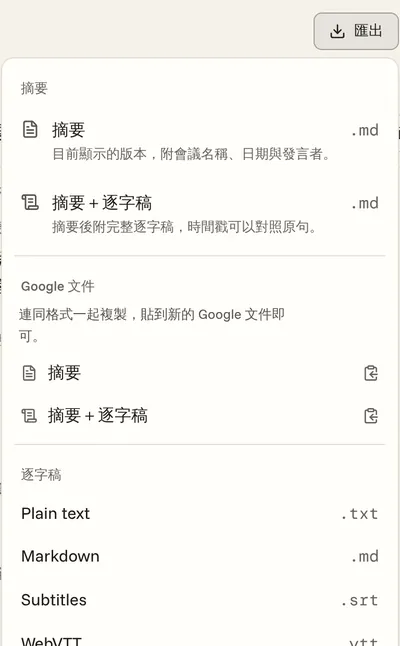 匯出
摘要
摘要 .md
目前顯示的版本，附會議名稱、日期與發言者。
摘要＋逐字稿 .md
摘要後附完整逐字稿，時間戳可以對照原句。
Google 文件
連同格式一起複製，貼到新的 Google 文件即
可。
摘要
摘要＋逐字稿
逐字稿
Plain text .txt
Markdown .md
Subtitles .srt
WebVTT .vtt